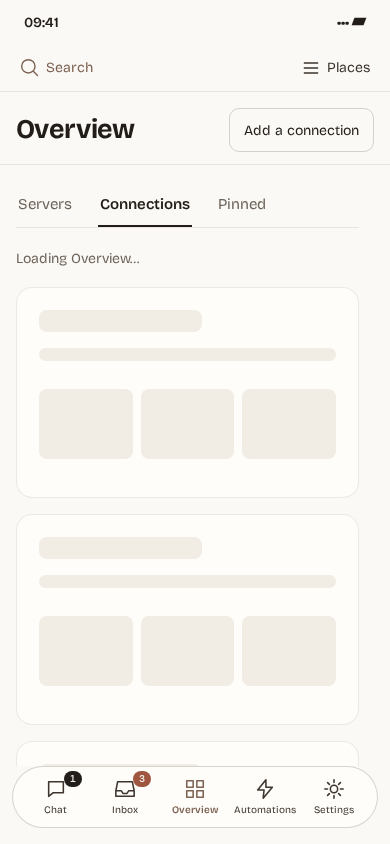 09:41
Search
Places
Overview
Add a connection
Servers
Connections
Pinned
Loading Overview...
1
3
Chat
Inbox
Overview
Automations
Settings